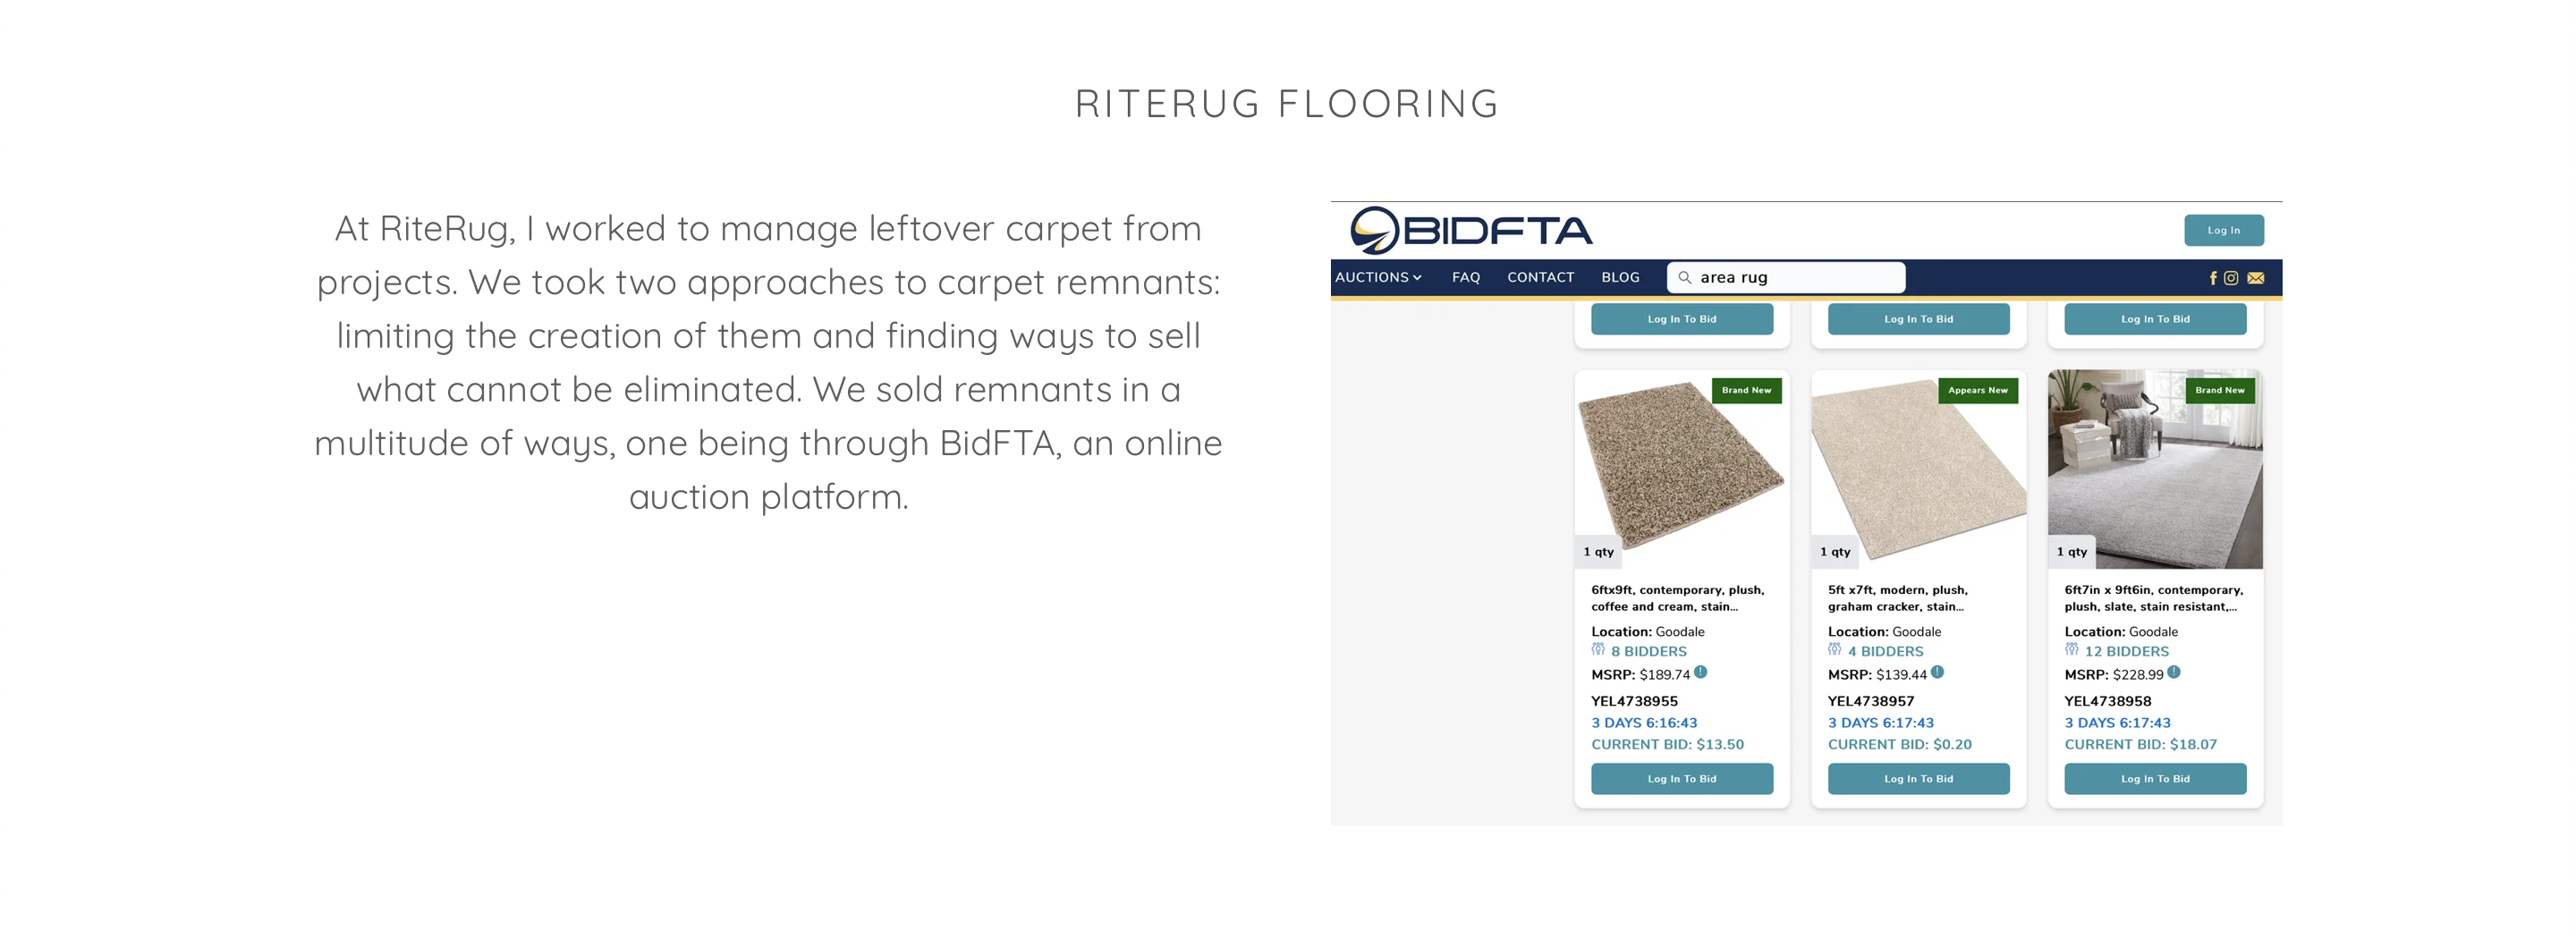 RITERUG FLOORING
At RiteRug, I worked to manage leftover carpet from
projects. We took two approaches to carpet remnants:
limiting the creation of them and finding ways to sell
what cannot be eliminated. We sold remnants in a
multitude of ways, one being through BidFTA, an online
auction platform.
BIDFTA
Log In
AUCTIONS FAQ CONTACT BLOG area rug
Log In To Bid Log In To Bid Log In To Bid
Brand New
1 qty
6ftx9ft, contemporary, plush,
coffee and cream, stain...
Location: Goodale
8 BIDDERS
MSRP: $189.74
YEL4738955
3 DAYS 6:16:43
CURRENT BID: $13.50
Log In To Bid
Appears New
1 qty
5ft x7ft, modern, plush,
graham cracker, stain...
Location: Goodale
4 BIDDERS
MSRP: $139.44
YEL4738957
3 DAYS 6:17:43
CURRENT BID: $0.20
Log In To Bid
Brand New
1 qty
6ft7in x 9ft6in, contemporary,
plush, slate, stain resistant,...
Location: Goodale
12 BIDDERS
MSRP: $228.99
YEL4738958
3 DAYS 6:17:43
CURRENT BID: $18.07
Log In To Bid